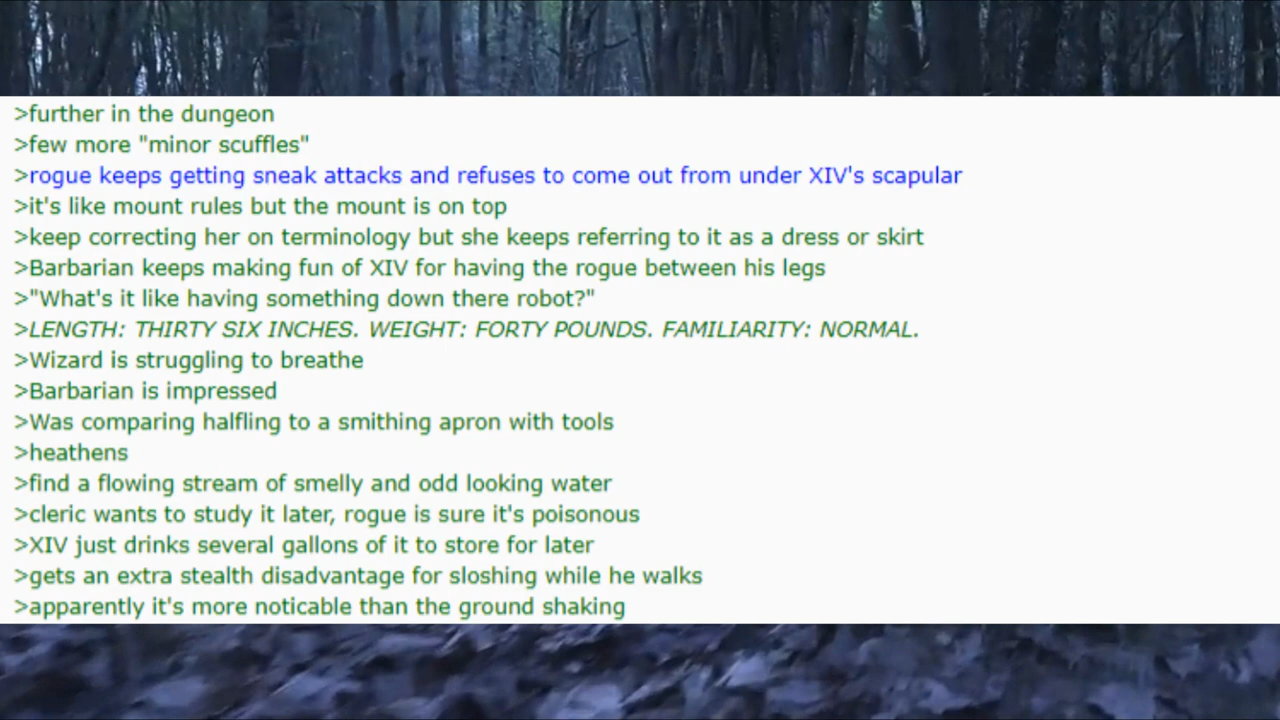 >further in the dungeon
>few more "minor scuffles"
>rogue keeps getting sneak attacks and refuses to come out from under XIV's scapular
>it's like mount rules but the mount is on top
>keep correcting her on terminology but she keeps referring to it as a dress or skirt
>Barbarian keeps making fun of XIV for having the rogue between his legs
>"What's it like having something down there robot?"
>LENGTH: THIRTY SIX INCHES. WEIGHT: FORTY POUNDS. FAMILIARITY: NORMAL.
>Wizard is struggling to breathe
>Barbarian is impressed
>Was comparing halfling to a smithing apron with tools
>heathens
>find a flowing stream of smelly and odd looking water
>cleric wants to study it later, rogue is sure it's poisonous
>XIV just drinks several gallons of it to store for later
>gets an extra stealth disadvantage for sloshing while he walks
>apparently it's more noticable than the ground shaking